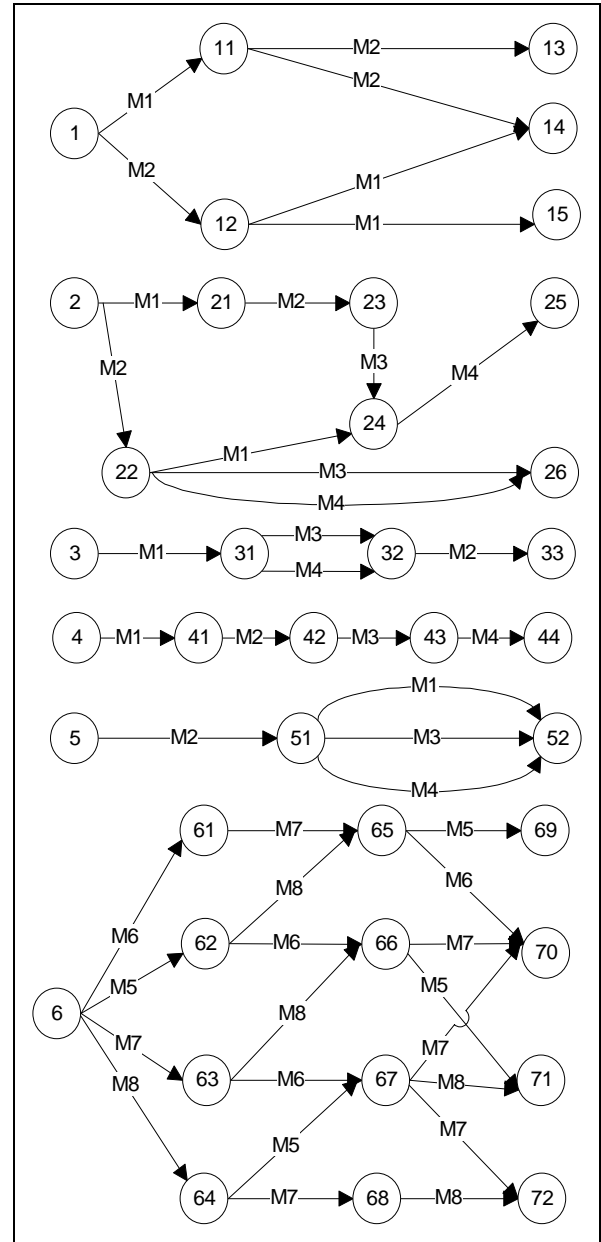 11 M2 13
M1 M2
1 14
M2 M1
12 M1 15
2 M1 21 M2 23 25
M2 M3 M4
24
M1
22 M3 26
M4
3 M1 31 M3 32 M2 33
M4
4 M1 41 M2 42 M3 43 M4 44
M1
5 M2 51 M3 52
M4
61 M7 65 M5 69
M6
M8
M6 62 M6 66 M7 70
M5 M5
6 M8
M7 M7
M8 63 M6 67 M8 71
M5 M7
64 M7 68 M8 72